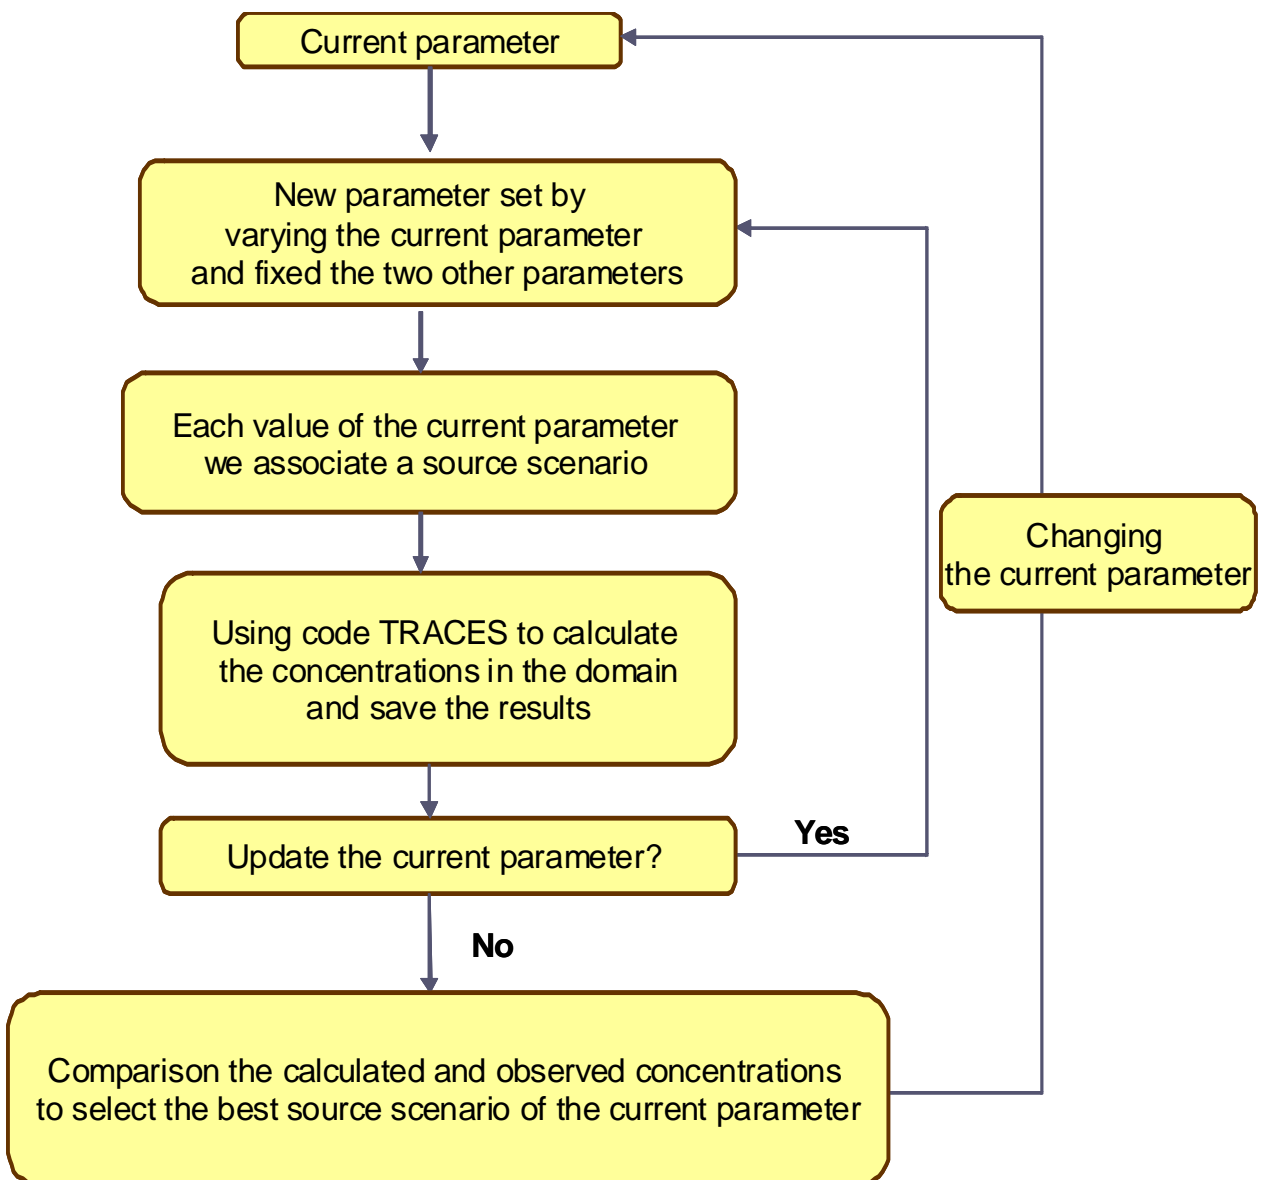 Current parameter
New parameter set by
varying the current parameter
and fixed the two other parameters
Each value of the current parameter
we associate a source scenario
Changing
the current parameter
Using code TRACES to calculate
the concentrations in the domain
and save the results
Update the current parameter?
Yes
No
Comparison the calculated and observed concentrations
to select the best source scenario of the current parameter